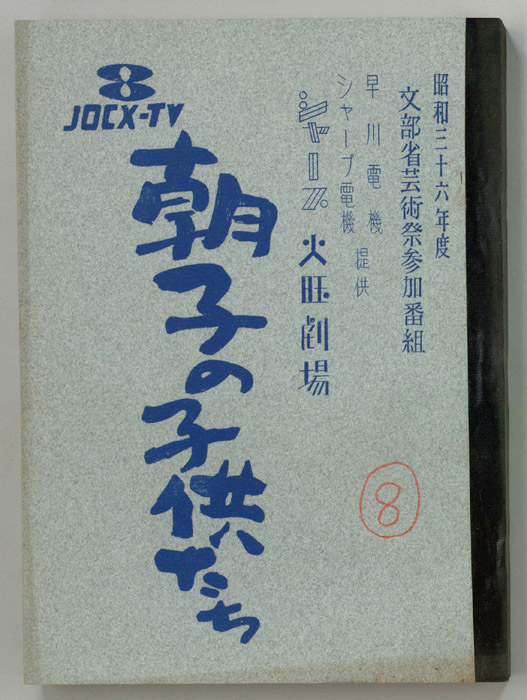 昭和三十六年度
文部省芸術祭参加番組
早川電機
シャープ電機
提供
シャープ火曜劇場
朝子の子供たち
8
JOCX-TV
8